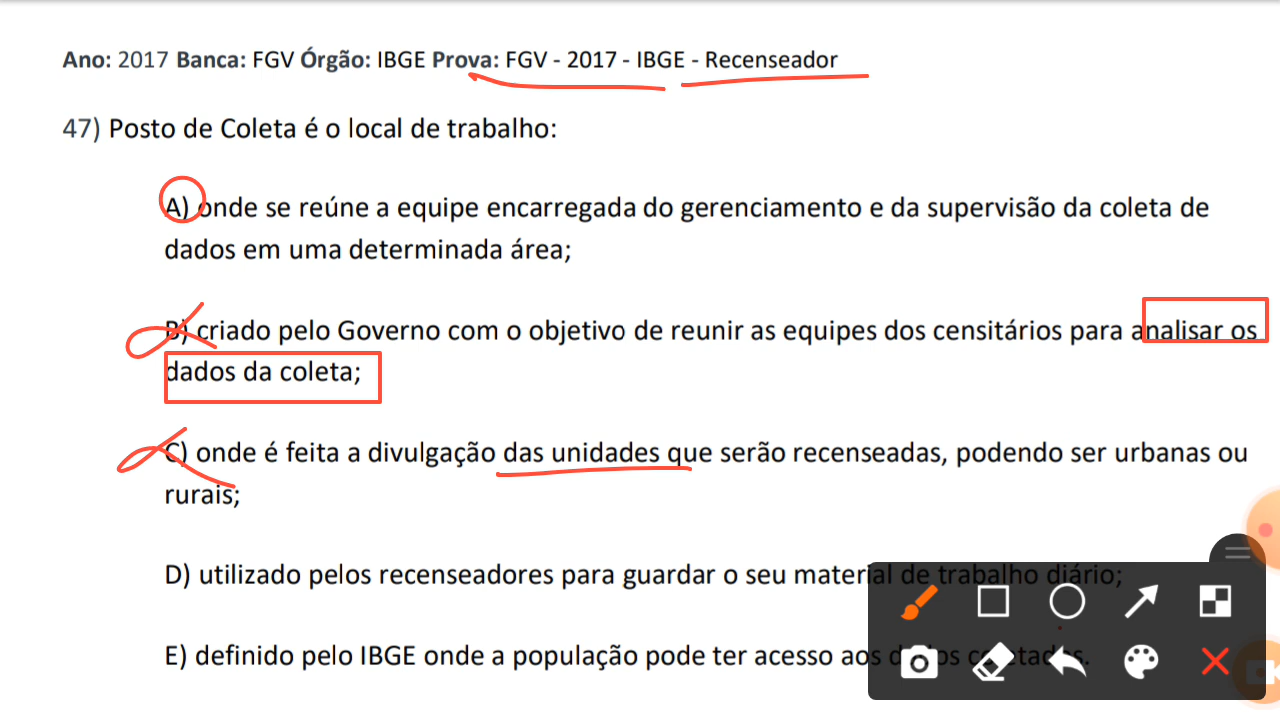 Ano: 2017 Banca: FGV Órgão: IBGE Prova: FGV - 2017 - IBGE - Recenseador
47) Posto de Coleta é o local de trabalho:
A) onde se reúne a equipe encarregada do gerenciamento e da supervisão da coleta de
dados em uma determinada área;
B) criado pelo Governo com o objetivo de reunir as equipes dos censitários para analisar os
dados da coleta;
C) onde é feita a divulgação das unidades que serão recenseadas, podendo ser urbanas ou
rurais;
D) utilizado pelos recenseadores para guardar o seu material de trabalho diário;
E) definido pelo IBGE onde a população pode ter acesso aos dados coletados.